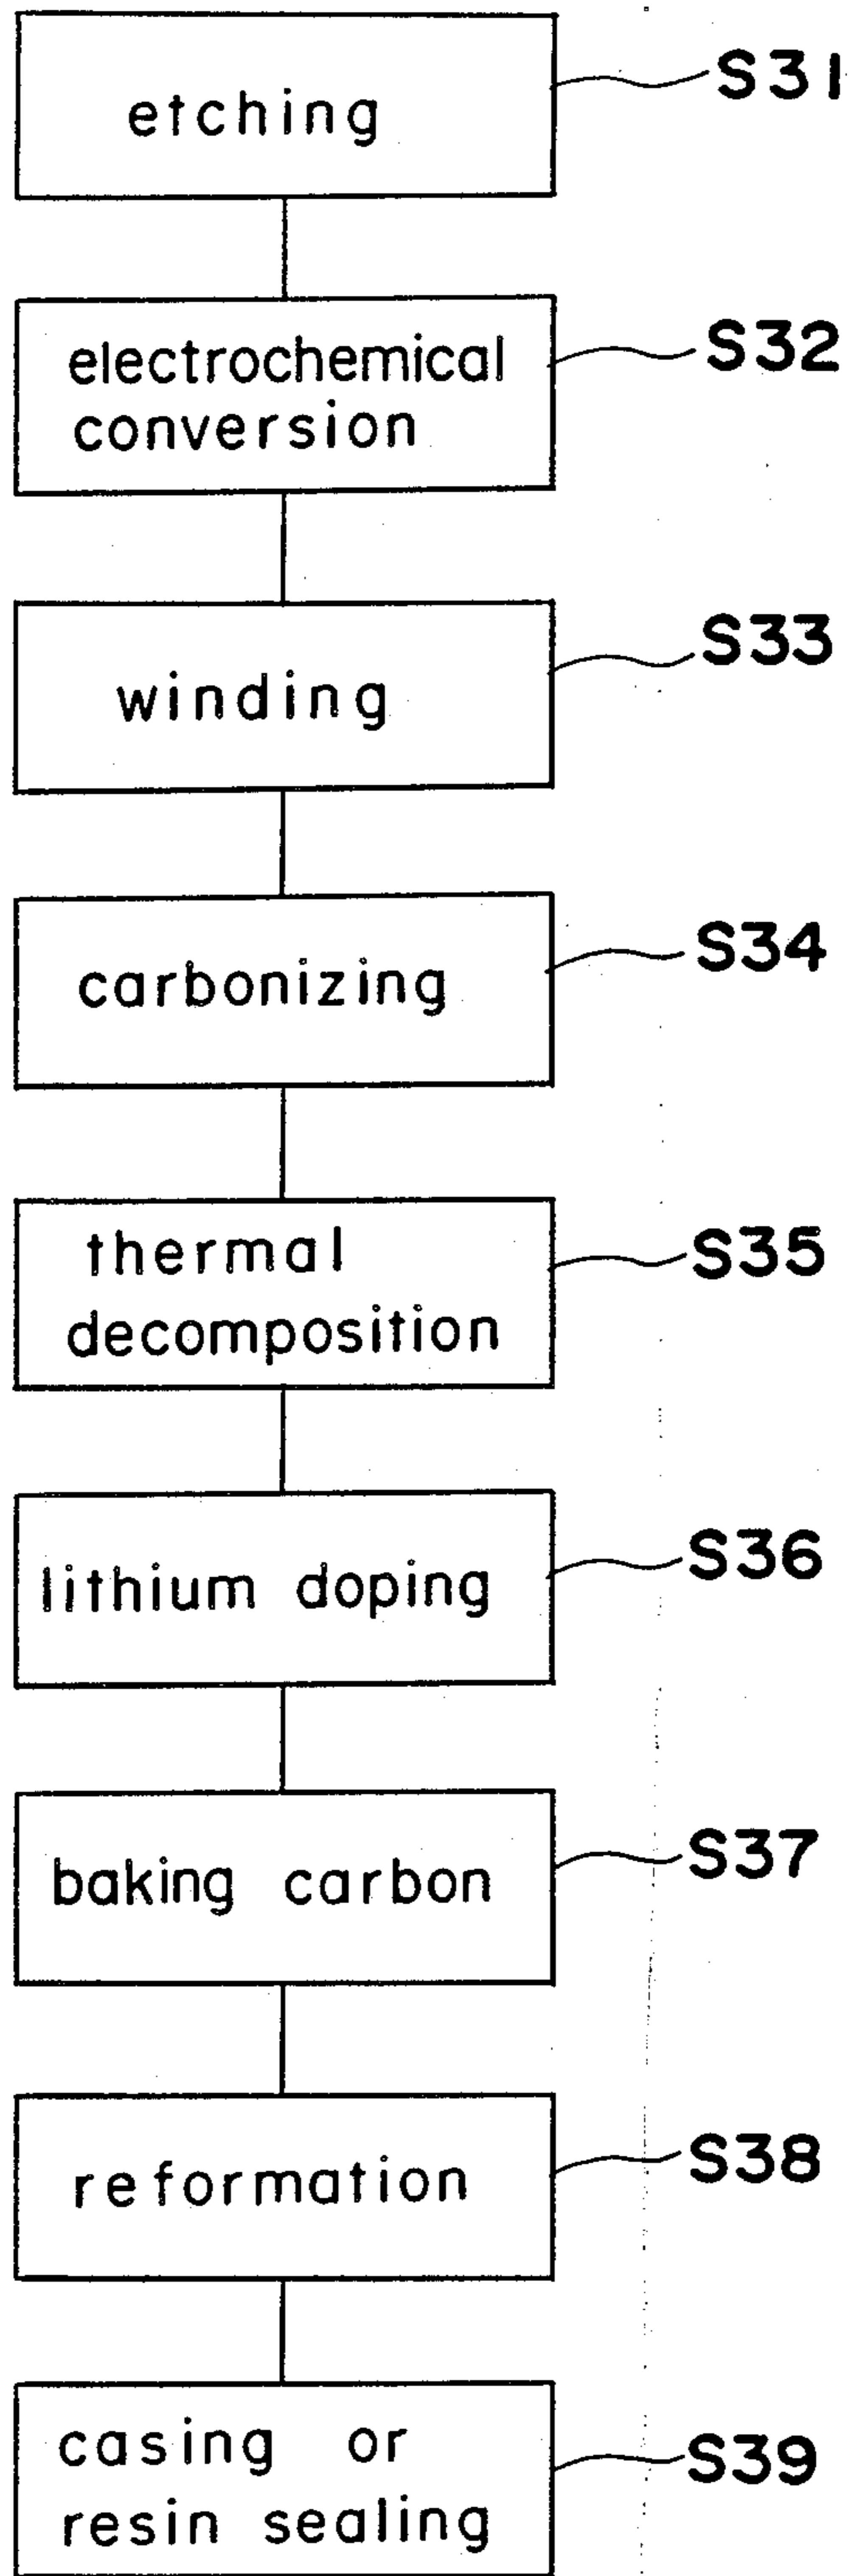 etching
S31
electrochemical
conversion
S32
winding
S33
carbonizing
S34
thermal
decomposition
S35
lithium doping
S36
baking carbon
S37
reformation
S38
casing or
resin sealing
S39